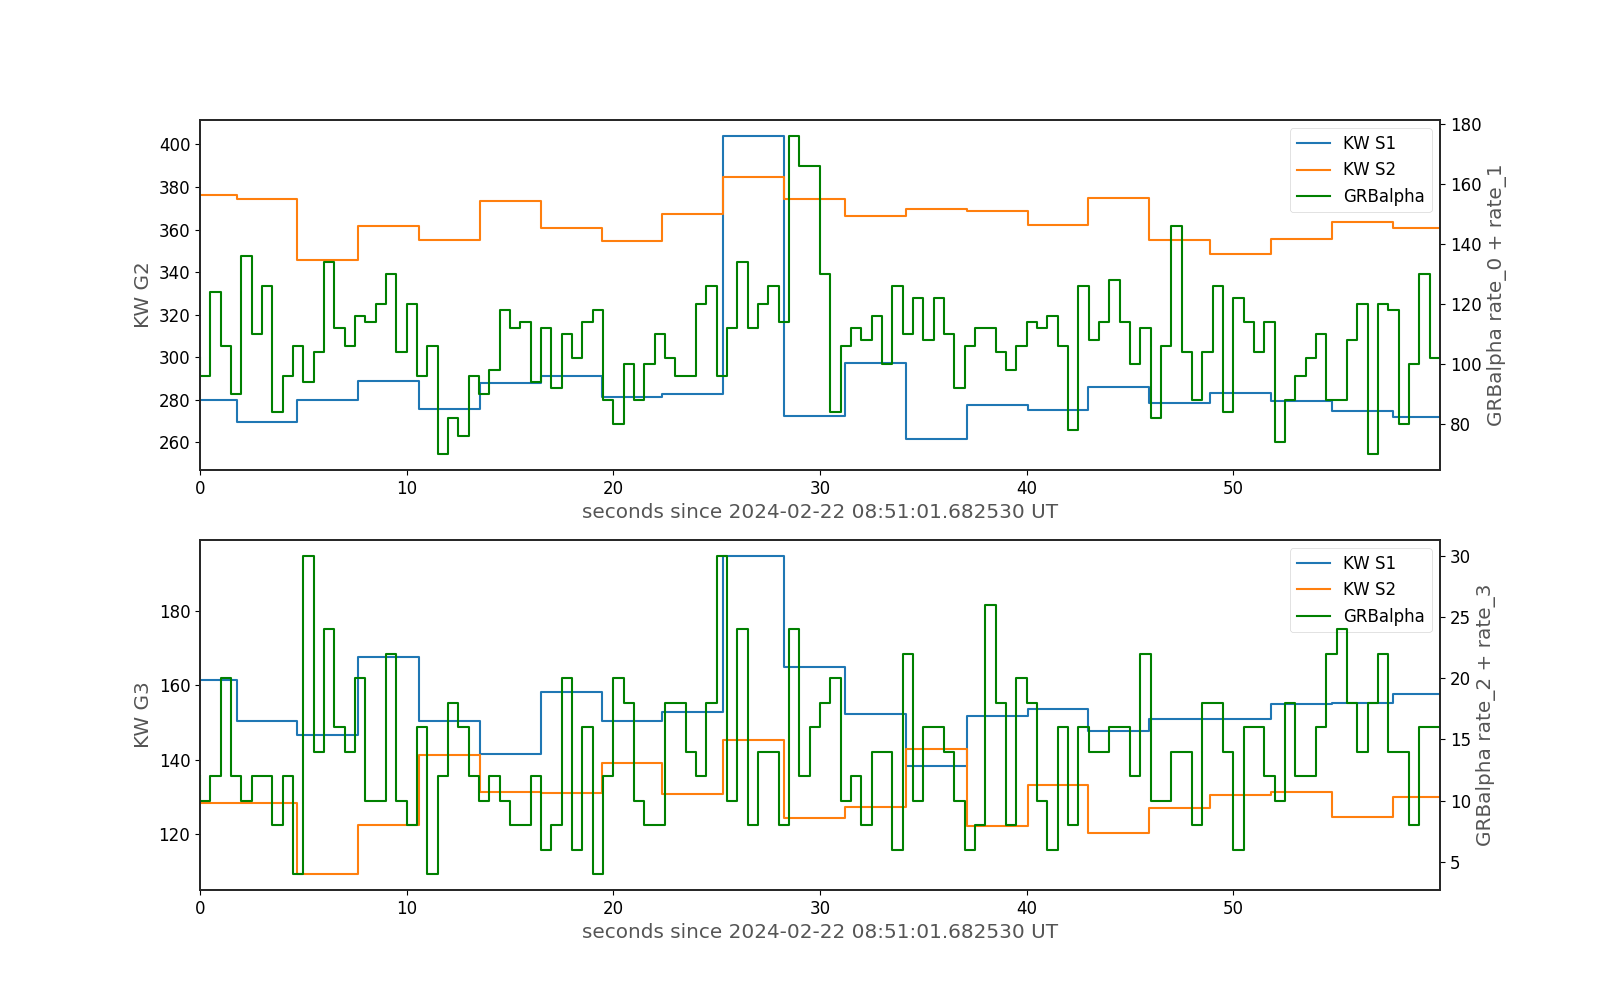 KW G2
400
380
360
340
320
300
280
260
180
160
140
120
100
80
GRBalpha rate_0 + rate_1
KW S1
KW S2
GRBalpha
0 10 20 30 40 50
seconds since 2024-02-22 08:51:01.682530 UT
KW G3
180
160
140
120
30
25
20
15
10
5
GRBalpha rate_2 + rate_3
KW S1
KW S2
GRBalpha
0 10 20 30 40 50
seconds since 2024-02-22 08:51:01.682530 UT